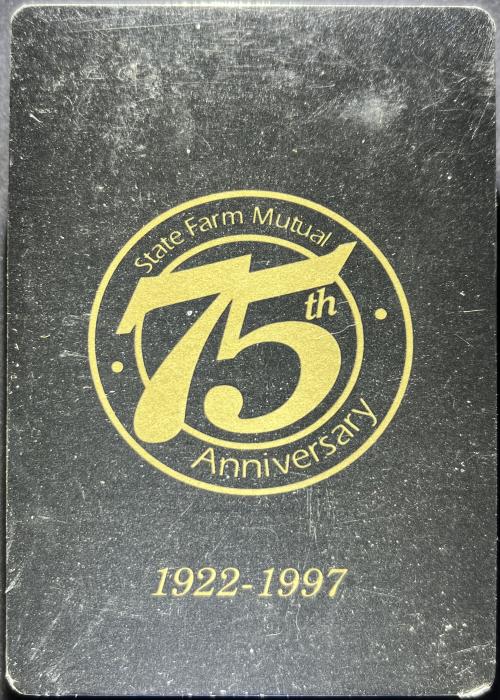 State Farm Mutual
75th
Anniversary
1922-1997